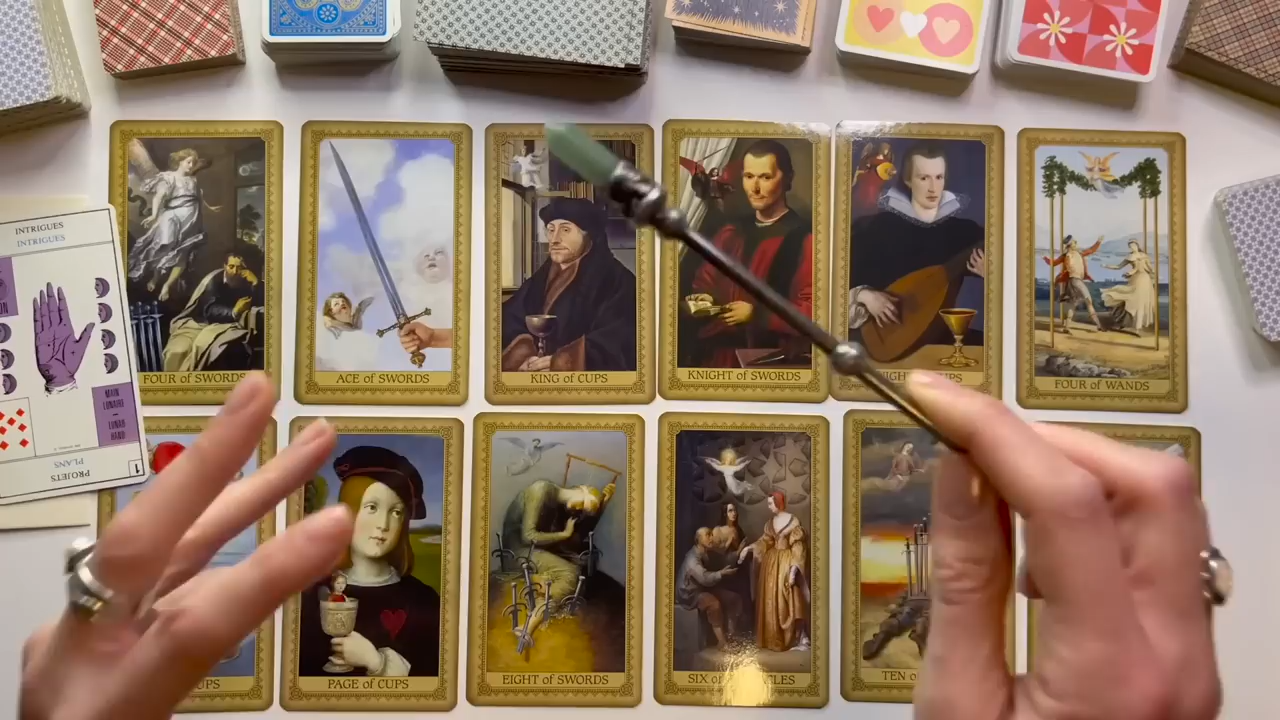 INTRIGUES
INTRIGUES
MAIN
LUNAIRE
–
LUNAR
HAND
PLANS
PROJETS
1
FOUR of SWORDS
ACE of SWORDS
KING of CUPS
KNIGHT of SWORDS
FOUR of WANDS
PAGE of CUPS
EIGHT of SWORDS
SIX
TEN